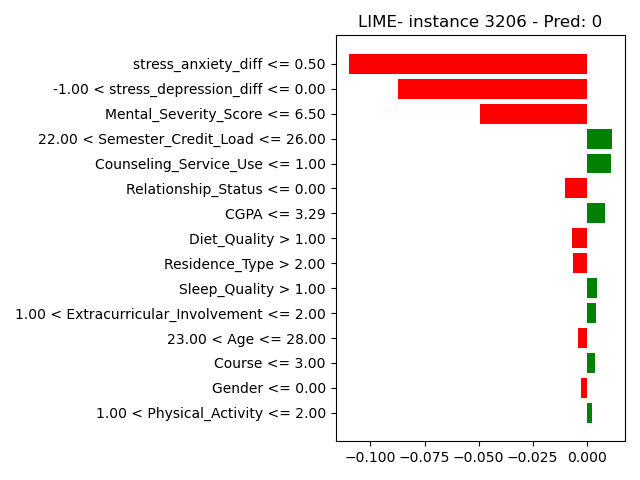 LIME- instance 3206 - Pred: 0
stress_anxiety_diff <= 0.50
-1.00 < stress_depression_diff <= 0.00
Mental_Severity_Score <= 6.50
22.00 < Semester_Credit_Load <= 26.00
Counseling_Service_Use <= 1.00
Relationship_Status <= 0.00
CGPA <= 3.29
Diet_Quality > 1.00
Residence_Type > 2.00
Sleep_Quality > 1.00
1.00 < Extracurricular_Involvement <= 2.00
23.00 < Age <= 28.00
Course <= 3.00
Gender <= 0.00
1.00 < Physical_Activity <= 2.00
−0.100 −0.075 −0.050 −0.025 0.000